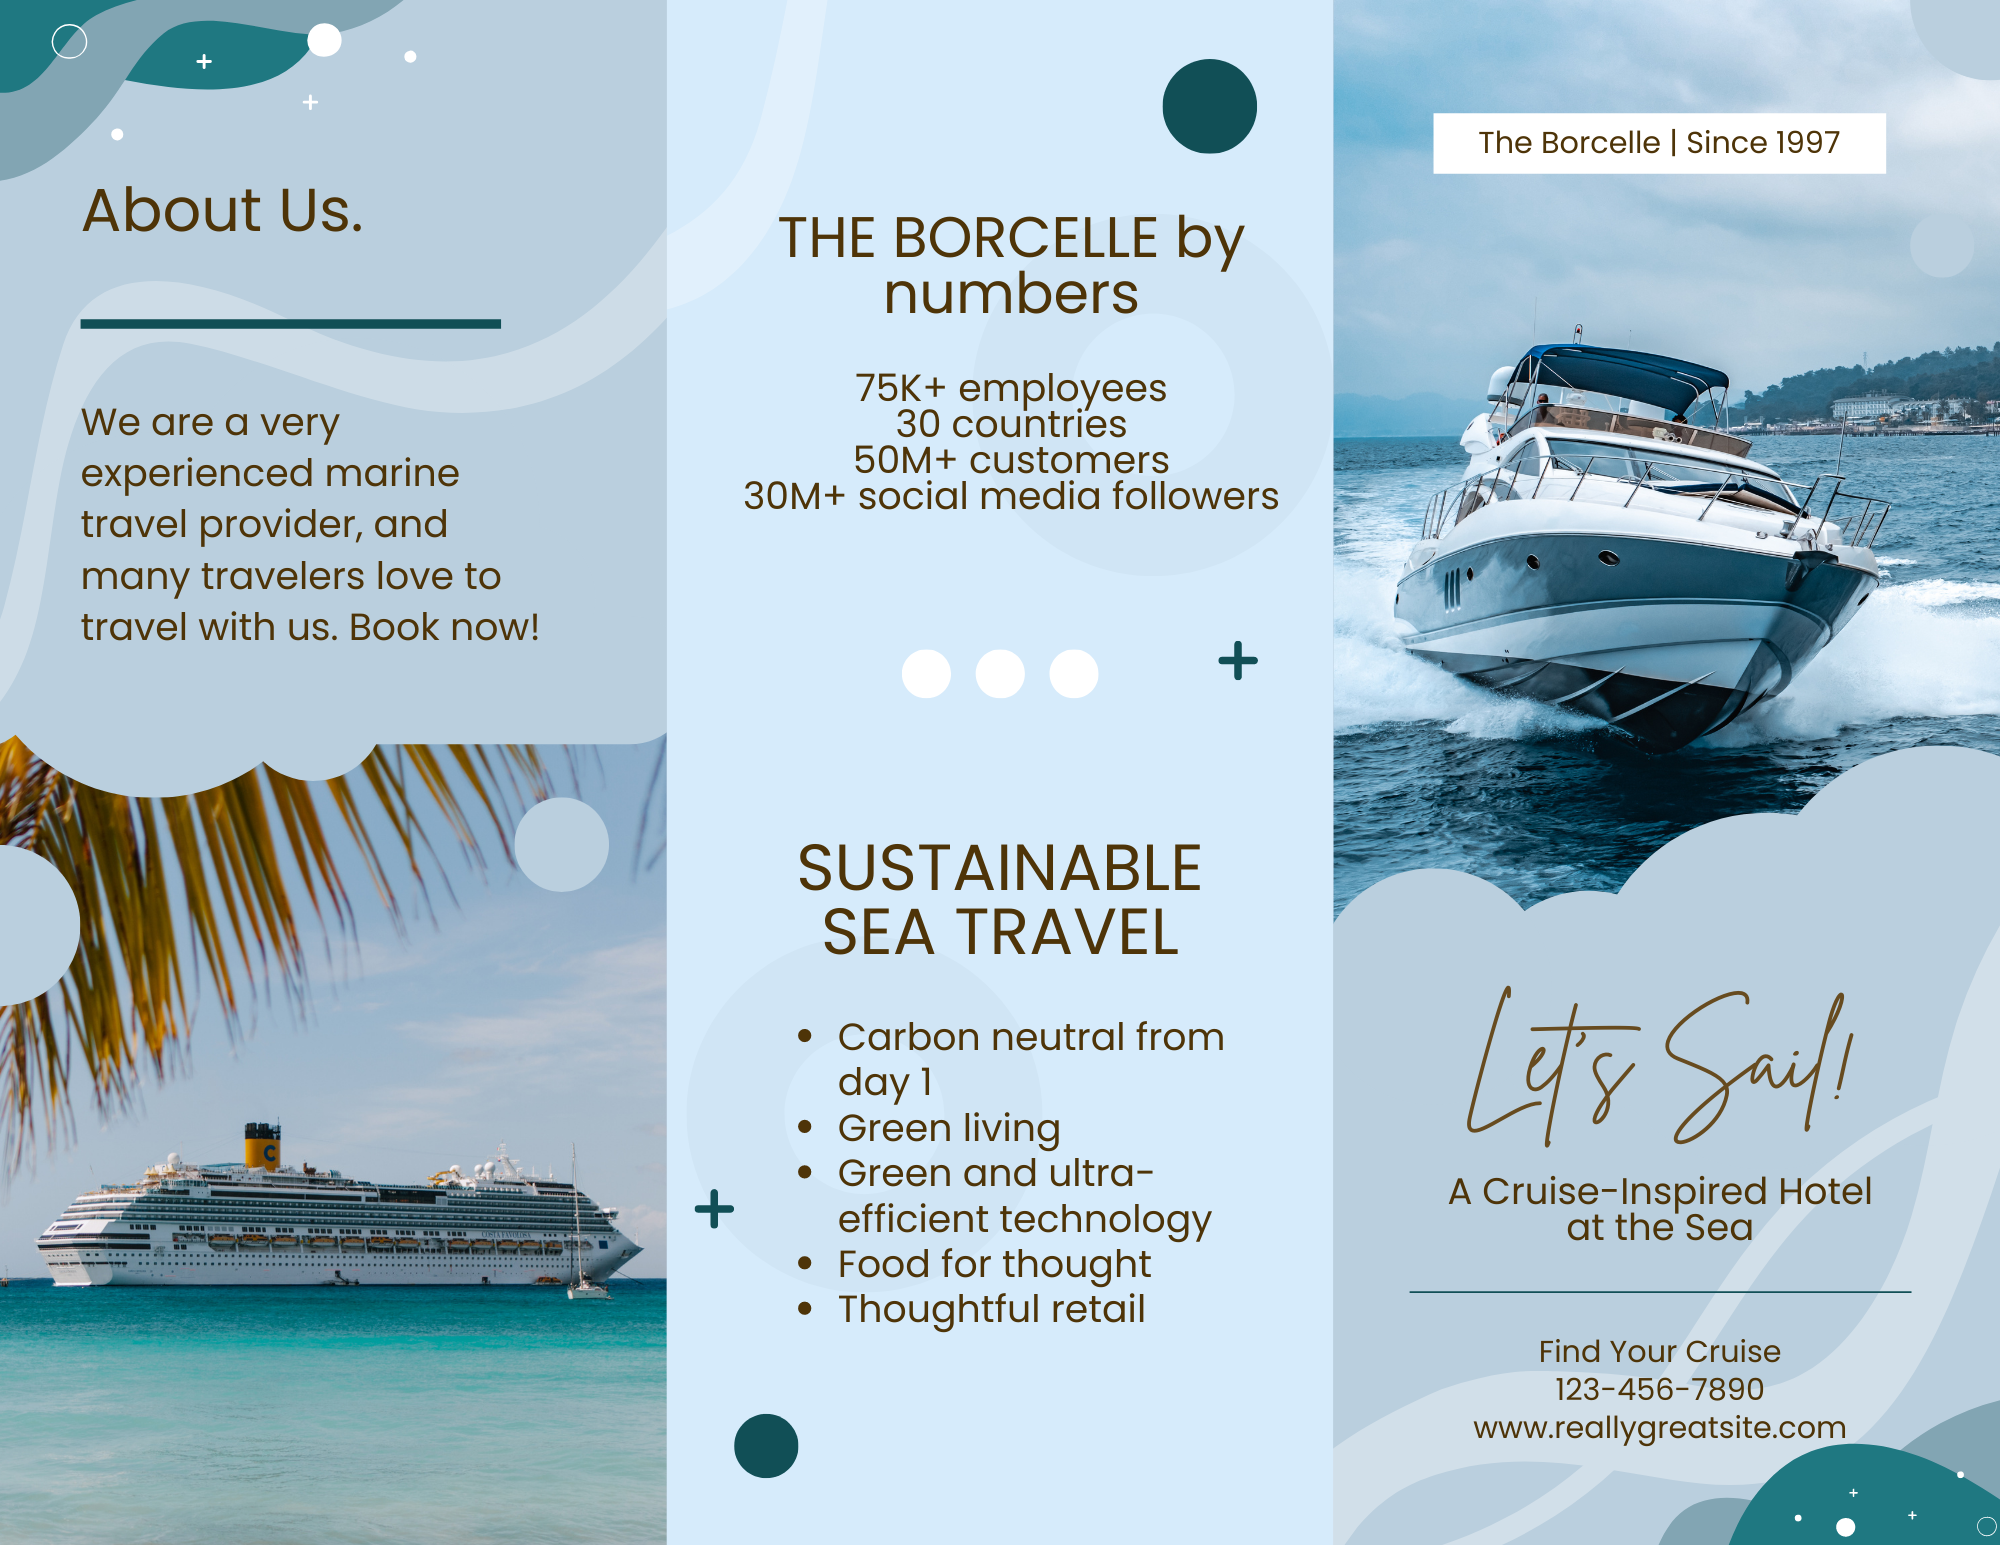 About Us.
We are a very
experienced marine
travel provider, and
many travelers love to
travel with us. Book now!
C
COSTA FAVOLOSA
THE BORCELLE by
numbers
75K+ employees
30 countries
50M+ customers
30M+ social media followers
SUSTAINABLE
SEA TRAVEL
• Carbon neutral from
day 1
• Green living
• Green and ultra-
efficient technology
• Food for thought
• Thoughtful retail
The Borcelle | Since 1997
Let's Sail!
A Cruise-Inspired Hotel
at the Sea
Find Your Cruise
123-456-7890
www.reallygreatsite.com